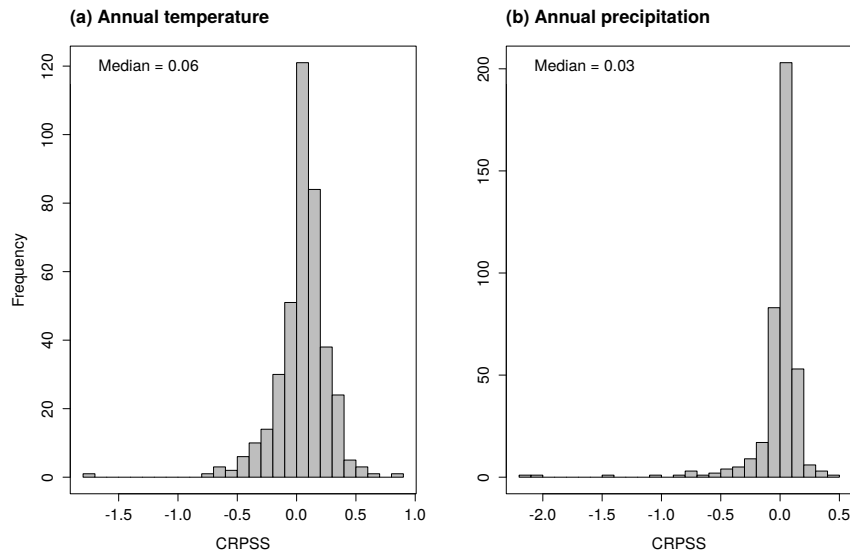 (a) Annual temperature
Median = 0.06
Frequency
120
100
80
60
40
20
0
-1.5 -1.0 -0.5 0.0 0.5 1.0
CRPSS
(b) Annual precipitation
Median = 0.03
200
150
100
50
0
-2.0 -1.5 -1.0 -0.5 0.0 0.5
CRPSS